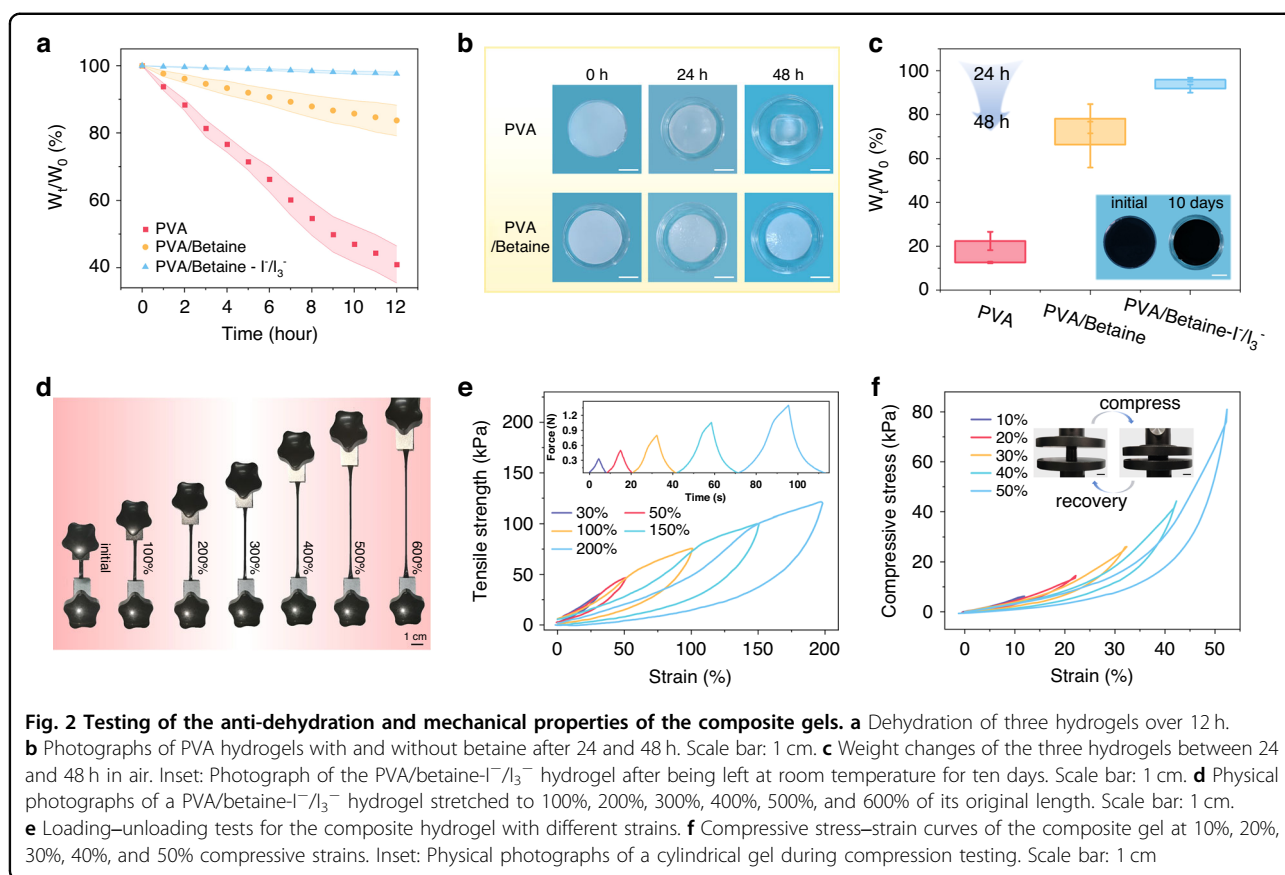 a
100
80
60
40
Wt/W0 (%)
PVA
PVA/Betaine
PVA/Betaine - I⁻/I₃⁻
0 2 4 6 8 10 12
Time (hour)
b
0 h 24 h 48 h
PVA
PVA
/Betaine
c
100
80
60
40
20
0
Wt/W0 (%)
24 h
48 h
initial 10 days
PVA PVA/Betaine PVA/Betaine-I⁻/I₃⁻
d
initial 100% 200% 300% 400% 500% 600%
1 cm
e
200
150
100
50
0
Tensile strength (kPa)
1.2
0.9
0.6
0.3
Force (N)
0 20 40 60 80 100
Time (s)
30% 50%
100% 150%
200%
0 50 100 150 200
Strain (%)
f
80
60
40
20
0
Compressive stress (kPa)
10%
20%
30%
40%
50%
compress
recovery
0 10 20 30 40 50
Strain (%)
Fig. 2 Testing of the anti-dehydration and mechanical properties of the composite gels. a Dehydration of three hydrogels over 12 h.
b Photographs of PVA hydrogels with and without betaine after 24 and 48 h. Scale bar: 1 cm. c Weight changes of the three hydrogels between 24
and 48 h in air. Inset: Photograph of the PVA/betaine-I⁻/I₃⁻ hydrogel after being left at room temperature for ten days. Scale bar: 1 cm. d Physical
photographs of a PVA/betaine-I⁻/I₃⁻ hydrogel stretched to 100%, 200%, 300%, 400%, 500%, and 600% of its original length. Scale bar: 1 cm.
e Loading–unloading tests for the composite hydrogel with different strains. f Compressive stress–strain curves of the composite gel at 10%, 20%,
30%, 40%, and 50% compressive strains. Inset: Physical photographs of a cylindrical gel during compression testing. Scale bar: 1 cm